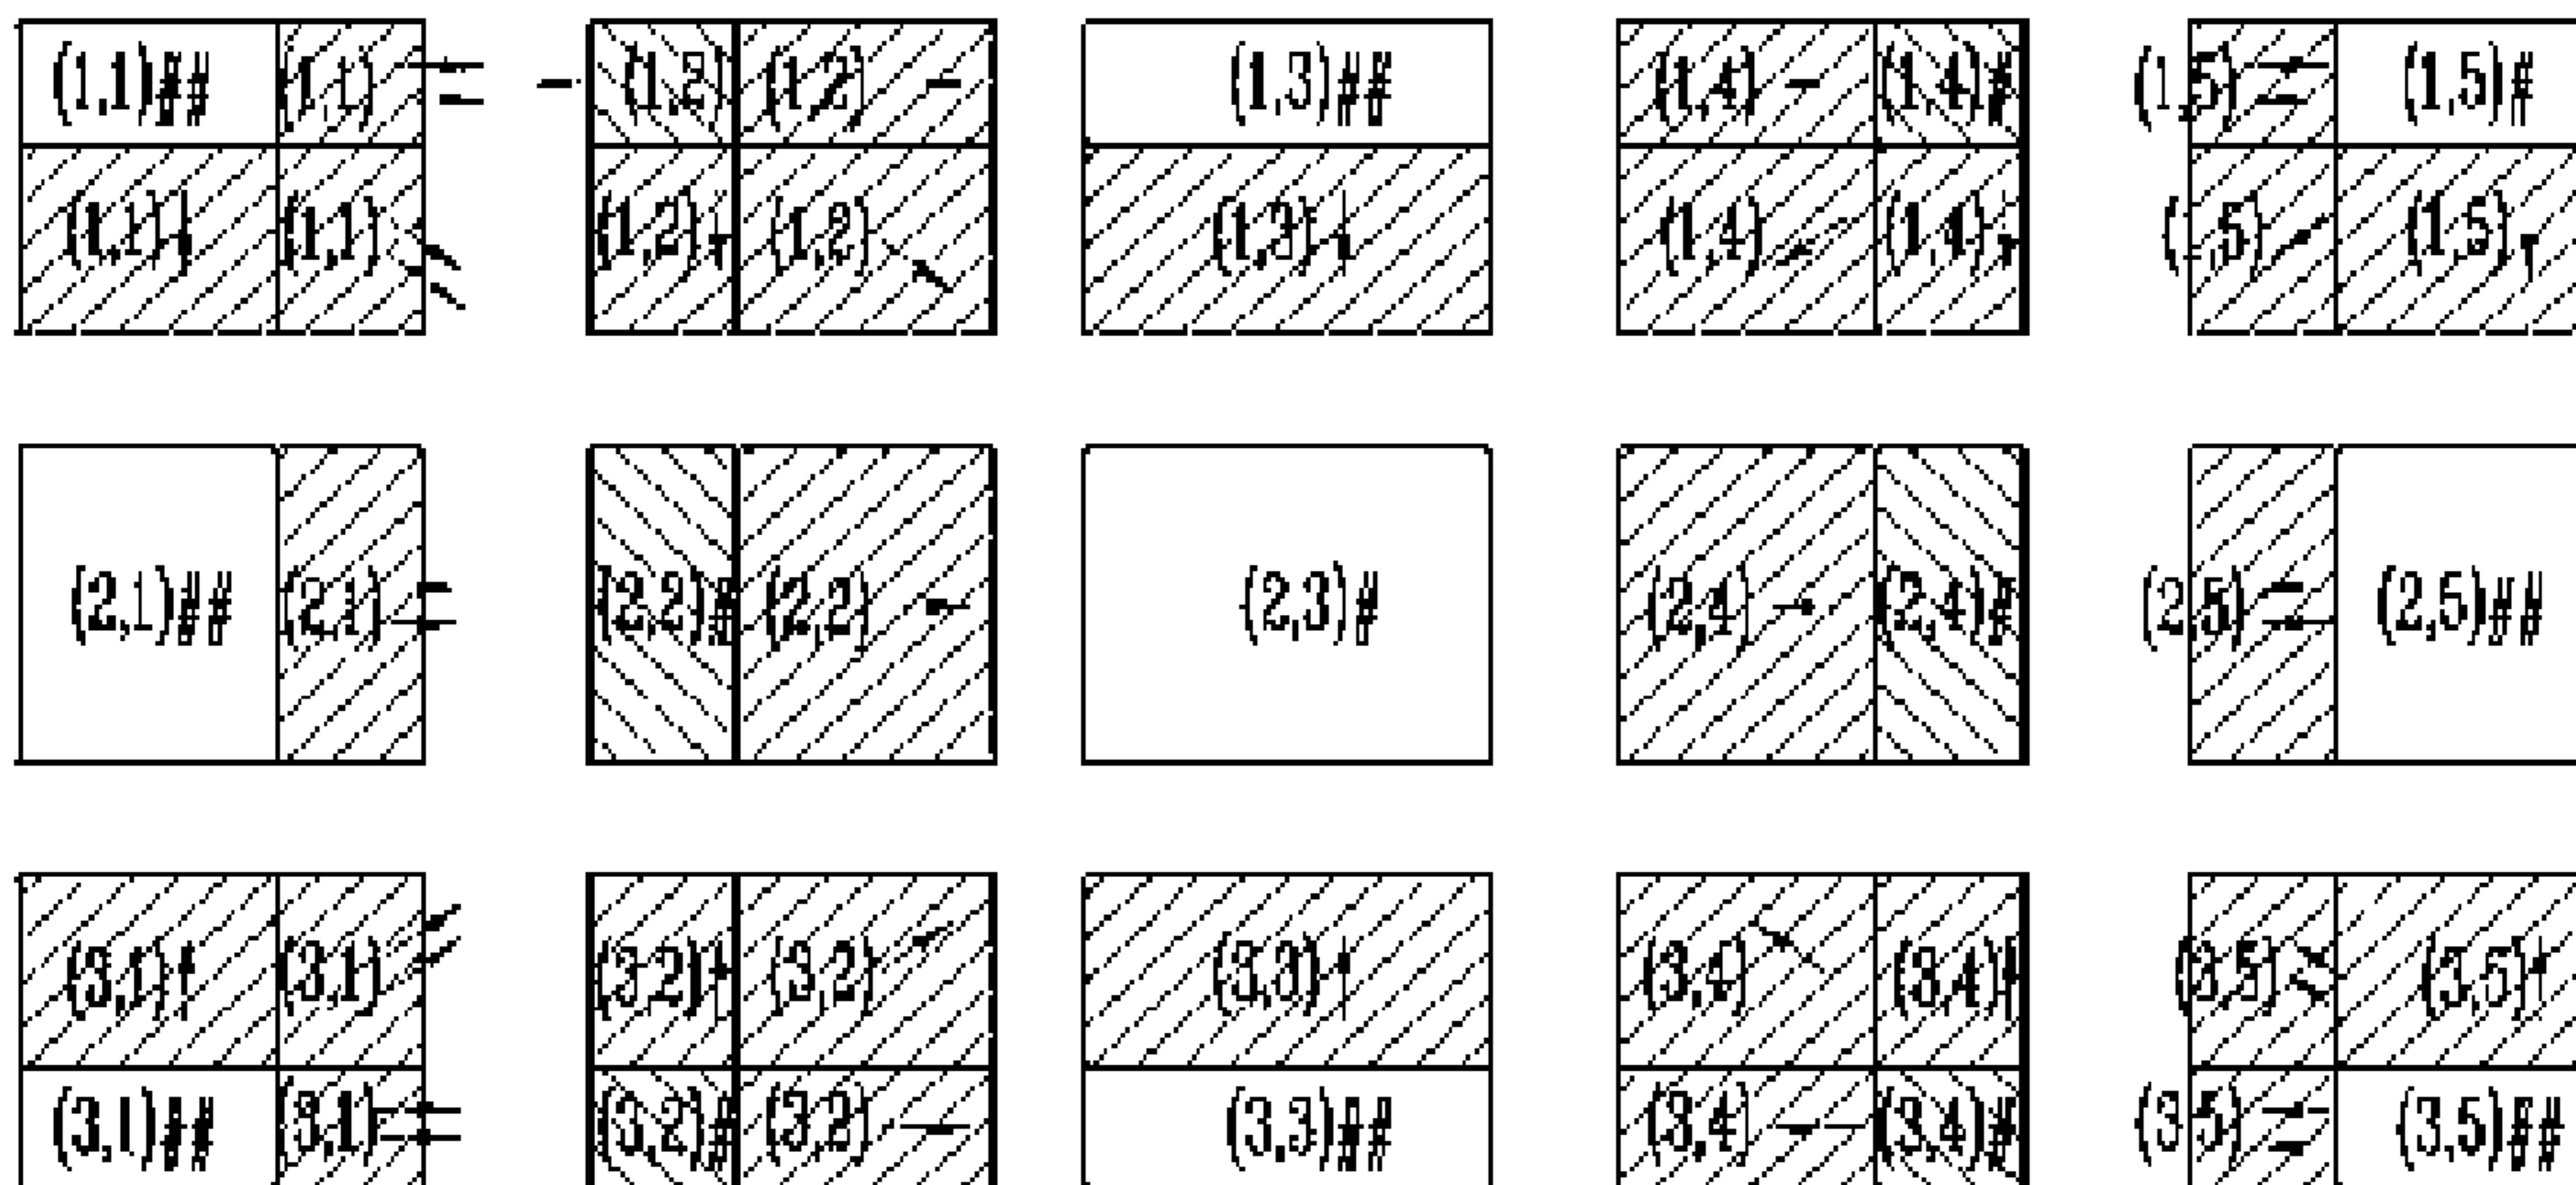 (1,1)## (1,1) (1,2) (1,2) (1,3)## (1,4) (1,4)# (1,5) (1,5)#
(1,1) (1,1) (1,2) (1,2) (1,3) (1,4) (1,4) (1,5)
(2,1)## (2,1) (2,2)# (2,2) (2,3)# (2,4) (2,4)# (2,5) (2,5)##
(3,1) (3,1) (3,2) (3,2) (3,3) (3,4) (3,4) (3,5) (3,5)
(3,1)## (3,1) (3,2)# (3,2) (3,3)## (3,4) (3,4)# (3,5) (3,5)##